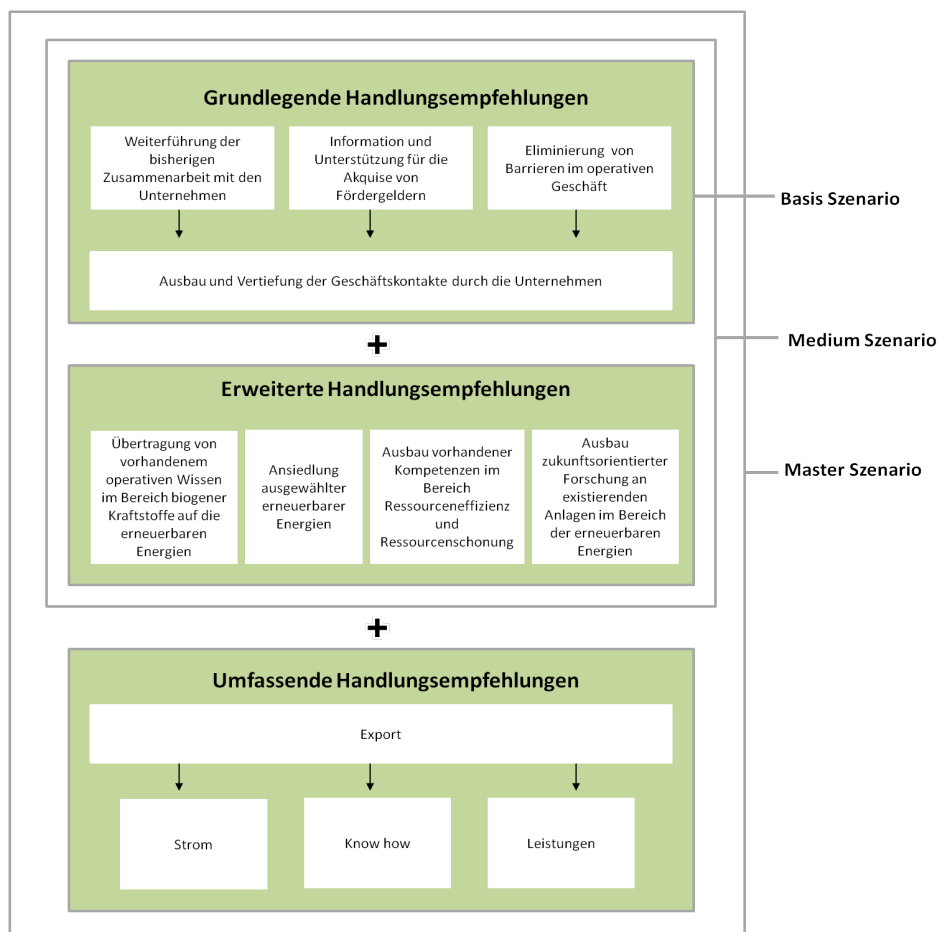 Grundlegende Handlungsempfehlungen
Weiterführung der
bisherigen
Zusammenarbeit mit den
Unternehmen
Information und
Unterstützung für die
Akquise von
Fördergeldern
Eliminierung von
Barrieren im operativen
Geschäft
Ausbau und Vertiefung der Geschäftskontakte durch die Unternehmen
Basis Szenario
+
Medium Szenario
Erweiterte Handlungsempfehlungen
Übertragung von
vorhandenem
operativen Wissen
im Bereich biogener
Kraftstoffe auf die
erneuerbaren
Energien
Ansiedlung
ausgewählter
erneuerbarer
Energien
Ausbau vorhandener
Kompetenzen im
Bereich
Ressourceneffizienz
und
Ressourcenschonung
Ausbau
zukunftsorientierter
Forschung an
existierenden
Anlagen im Bereich
der erneuerbaren
Energien
Master Szenario
+
Umfassende Handlungsempfehlungen
Export
Strom
Know how
Leistungen